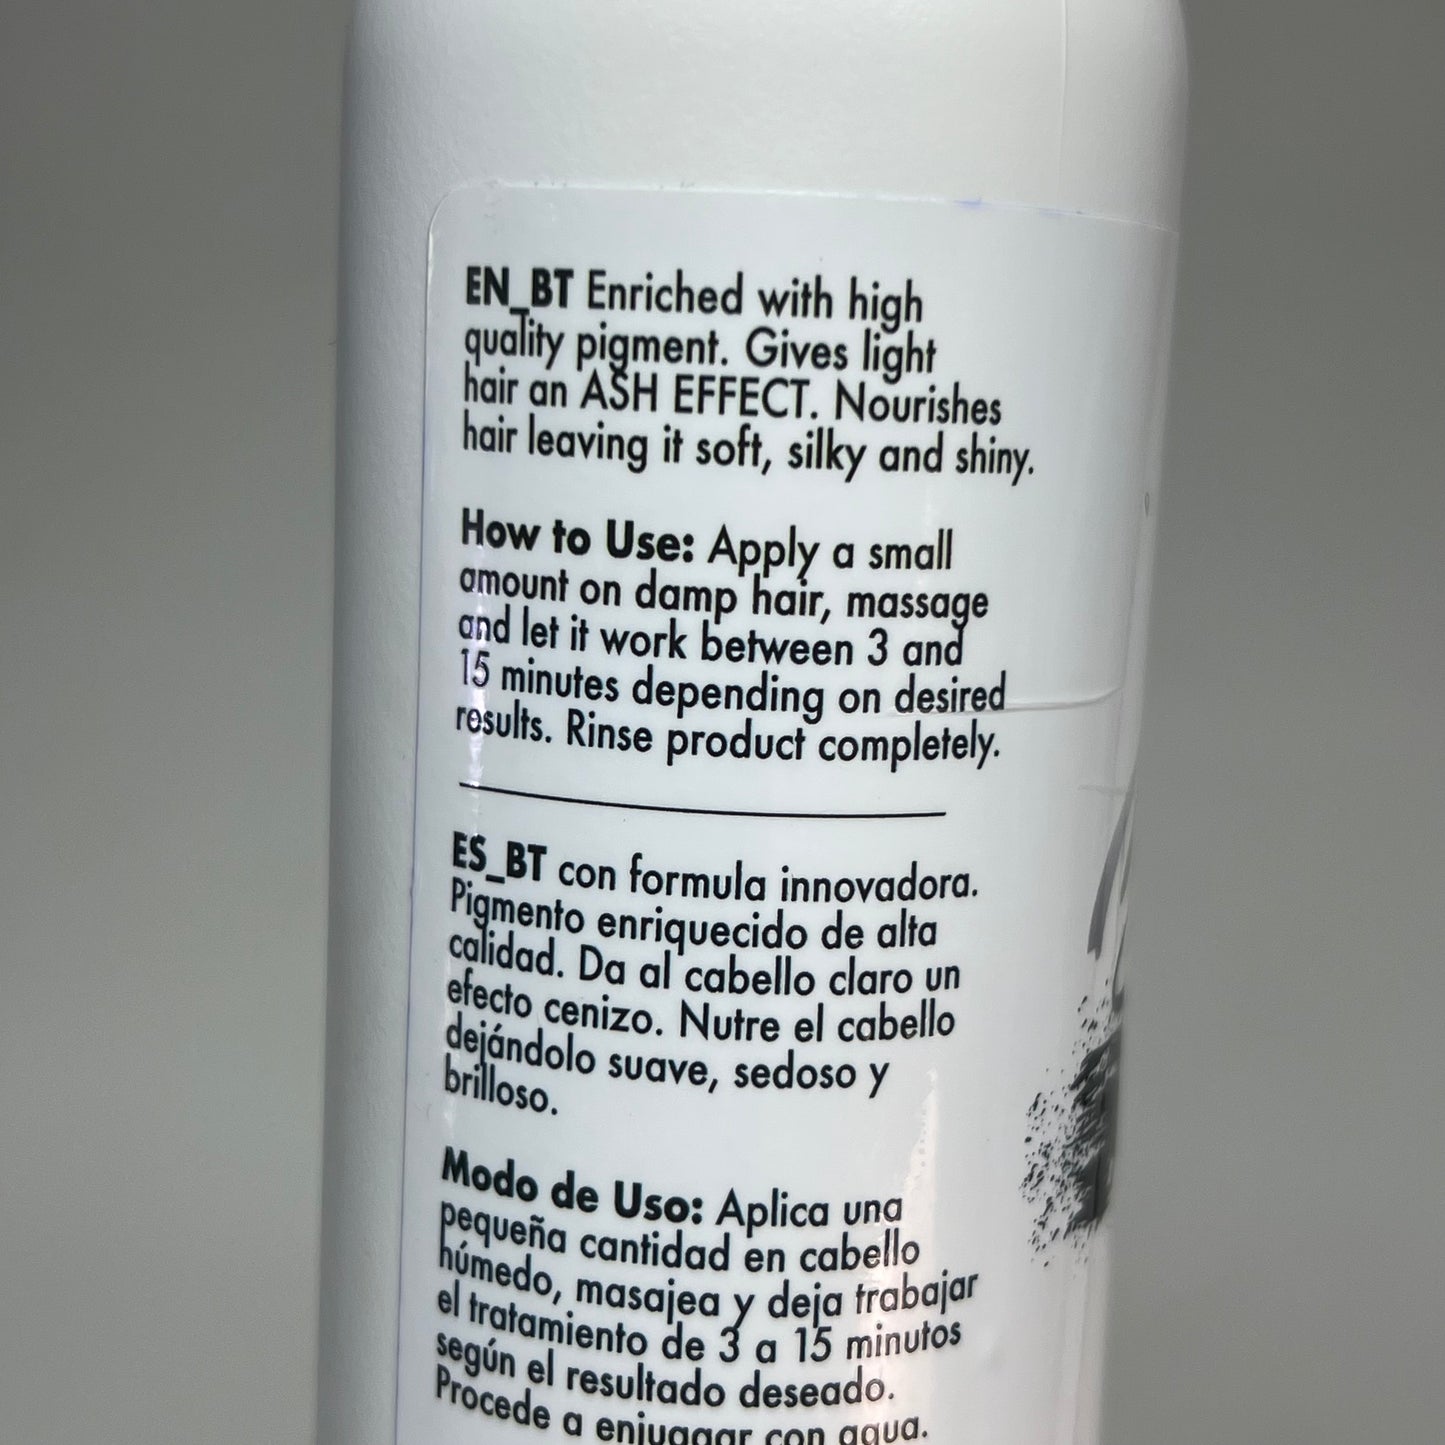 EN_BT Enriched with high
quality pigment. Gives light
hair an ASH EFFECT. Nourishes
hair leaving it soft, silky and shiny.
How to Use: Apply a small
amount on damp hair, massage
and let it work between 3 and
15 minutes depending on desired
results. Rinse product completely.
ES_BT con formula innovadora.
Pigmento enriquecido de alta
calidad. Da al cabello claro un
efecto cenizo. Nutre el cabello
dejándolo suave, sedoso y
brilloso.
Modo de Uso: Aplica una
pequeña cantidad en cabello
húmedo, masajea y deja trabajar
el tratamiento de 3 a 15 minutos
según el resultado deseado.
Procede a enjuagar con agua.